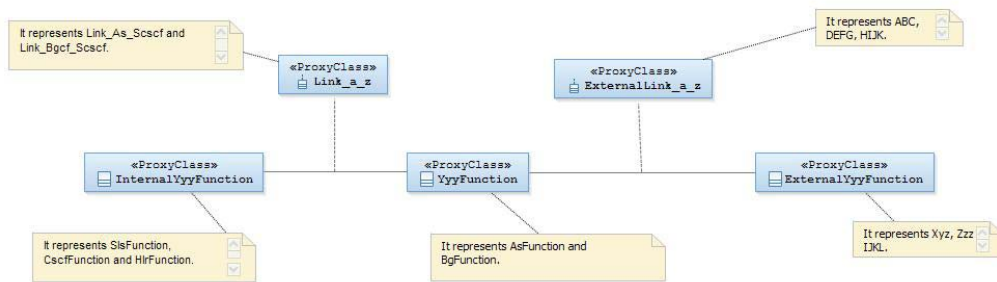 It represents Link_As_Scscf and
Link_Bgcf_Scscf.
It represents ABC,
DEFG, HIJK.
«ProxyClass»
Link_a_z
«ProxyClass»
ExternalLink_a_z
«ProxyClass»
InternalYyyFunction
«ProxyClass»
YyyFunction
«ProxyClass»
ExternalYyyFunction
It represents SlsFunction,
CscfFunction and HlrFunction.
It represents AsFunction and
BgFunction.
It represents Xyz, Zzz
IJKL.